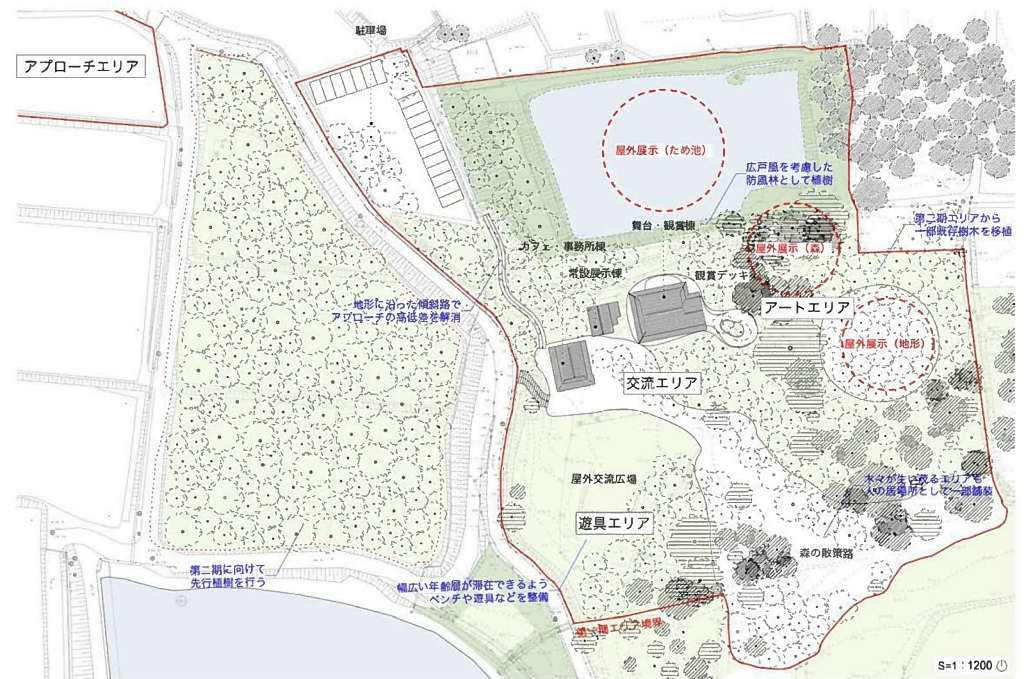 駐車場
アプローチエリア
屋外展示（ため池）
広戸風を考慮した
防風林として植樹
第二期エリアから
一部既存樹木を移植
舞台・観賞棟
カフェ・事務所棟
屋外展示（森）
常設展示棟
観賞デッキ
地形に沿った傾斜路で
アプローチの高低差を解消
アートエリア
屋外展示（地形）
交流エリア
屋外交流広場
木々が生い茂るエリアも
人の居場所として一部舗装
遊具エリア
森の散策路
第二期に向けて
先行植樹を行う
幅広い年齢層が滞在できるよう
ベンチや遊具などを整備
第一期エリア境界
S=1：1200